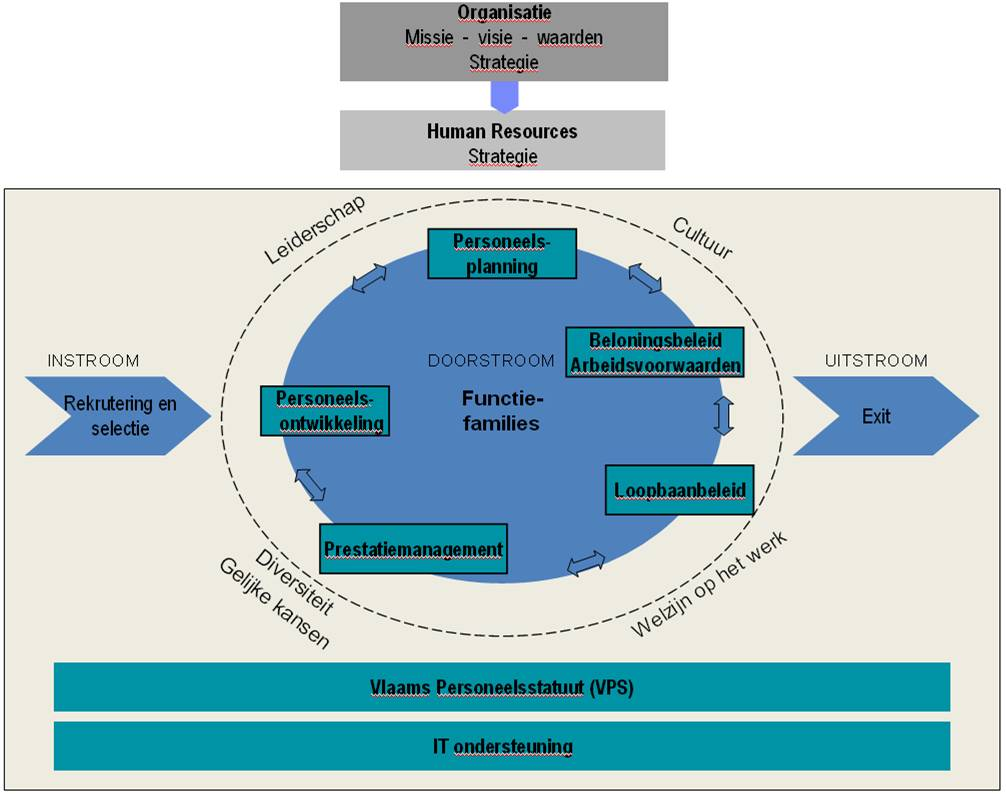 Organisatie
Missie - visie - waarden
Strategie
Human Resources
Strategie
Leiderschap
Cultuur
Personeels-
planning
INSTROOM
Rekrutering en
selectie
DOORSTROOM
Functie-
families
Beloningsbeleid
Arbeidsvoorwaarden
UITSTROOM
Exit
Personeels-
ontwikkeling
Loopbaanbeleid
Prestatiemanagement
Diversiteit
Gelijke kansen
Welzijn op het werk
Vlaams Personeelsstatuut (VPS)
IT ondersteuning